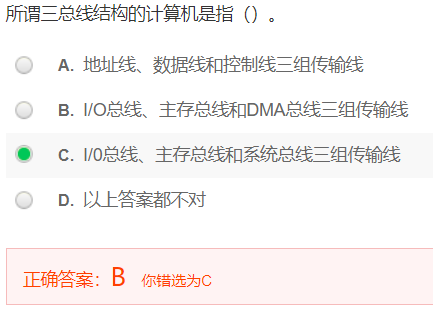 所谓三总线结构的计算机是指（）。
A. 地址线、数据线和控制线三组传输线
B. I/O总线、主存总线和DMA总线三组传输线
C. I/0总线、主存总线和系统总线三组传输线
D. 以上答案都不对
正确答案：B 你错选为C